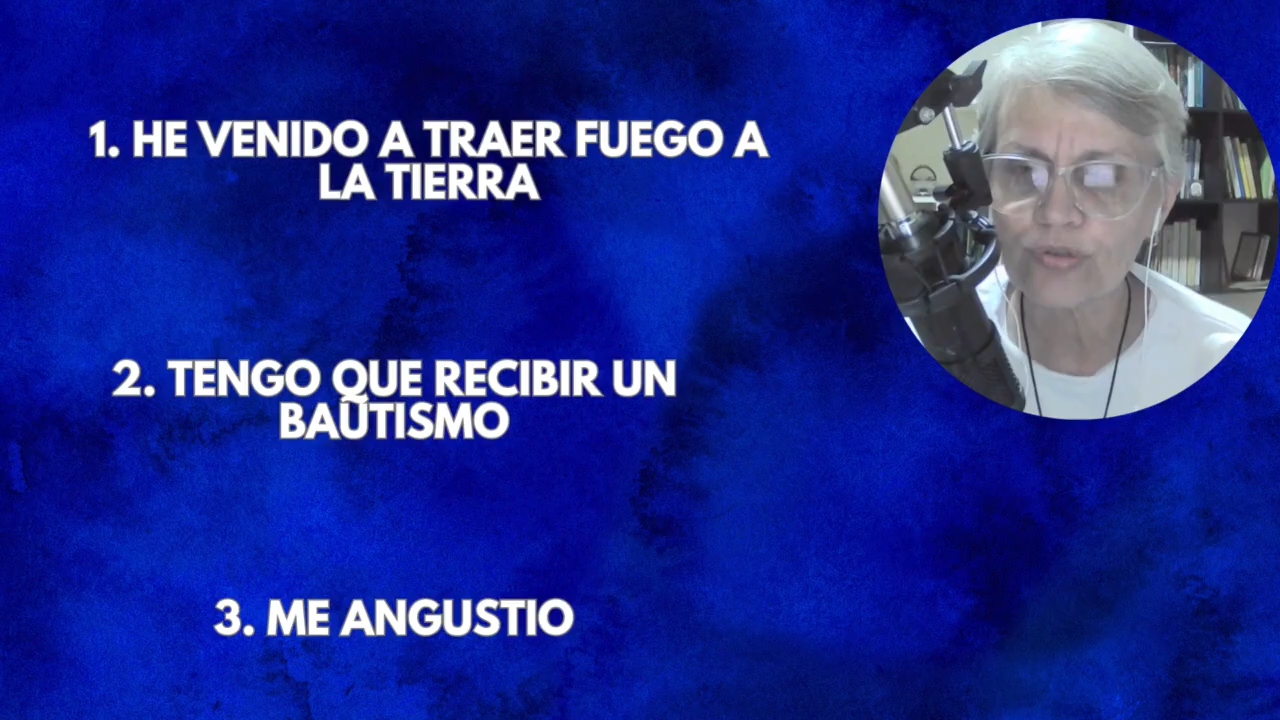 1. HE VENIDO A TRAER FUEGO A
LA TIERRA
2. TENGO QUE RECIBIR UN
BAUTISMO
3. ME ANGUSTIO